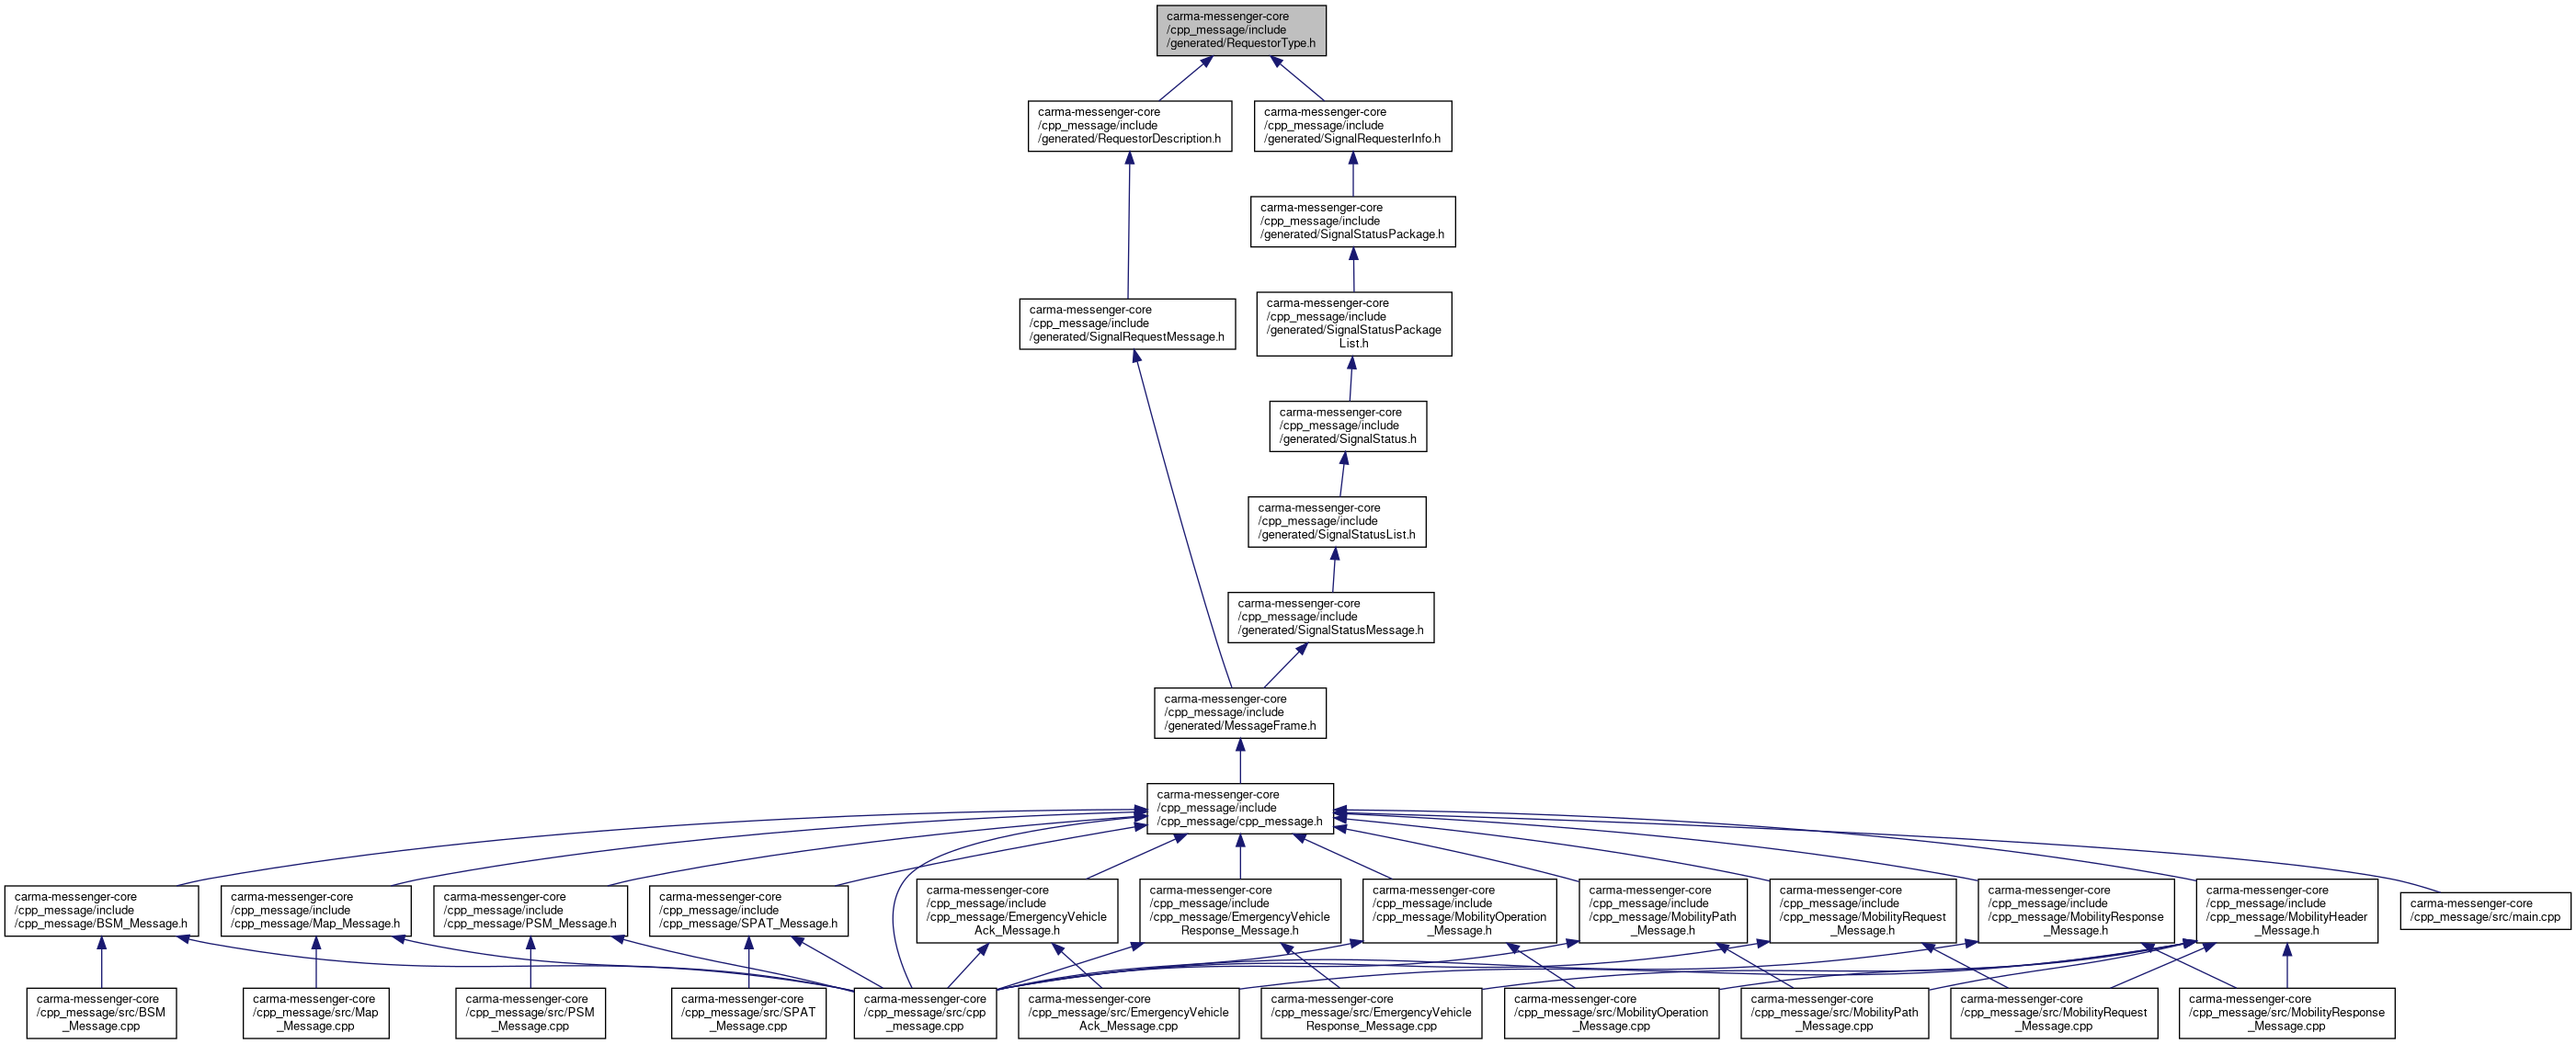 carma-messenger-core
/cpp_message/include
/generated/RequestorType.h
carma-messenger-core
/cpp_message/include
/generated/RequestorDescription.h
carma-messenger-core
/cpp_message/include
/generated/SignalRequesterInfo.h
carma-messenger-core
/cpp_message/include
/generated/SignalStatusPackage.h
carma-messenger-core
/cpp_message/include
/generated/SignalRequestMessage.h
carma-messenger-core
/cpp_message/include
/generated/SignalStatusPackage
List.h
carma-messenger-core
/cpp_message/include
/generated/SignalStatus.h
carma-messenger-core
/cpp_message/include
/generated/SignalStatusList.h
carma-messenger-core
/cpp_message/include
/generated/SignalStatusMessage.h
carma-messenger-core
/cpp_message/include
/generated/MessageFrame.h
carma-messenger-core
/cpp_message/include
/cpp_message/cpp_message.h
carma-messenger-core
/cpp_message/include
/cpp_message/BSM_Message.h
carma-messenger-core
/cpp_message/include
/cpp_message/Map_Message.h
carma-messenger-core
/cpp_message/include
/cpp_message/PSM_Message.h
carma-messenger-core
/cpp_message/include
/cpp_message/SPAT_Message.h
carma-messenger-core
/cpp_message/include
/cpp_message/EmergencyVehicle
Ack_Message.h
carma-messenger-core
/cpp_message/include
/cpp_message/EmergencyVehicle
Response_Message.h
carma-messenger-core
/cpp_message/include
/cpp_message/MobilityOperation
_Message.h
carma-messenger-core
/cpp_message/include
/cpp_message/MobilityPath
_Message.h
carma-messenger-core
/cpp_message/include
/cpp_message/MobilityRequest
_Message.h
carma-messenger-core
/cpp_message/include
/cpp_message/MobilityResponse
_Message.h
carma-messenger-core
/cpp_message/include
/cpp_message/MobilityHeader
_Message.h
carma-messenger-core
/cpp_message/src/main.cpp
carma-messenger-core
/cpp_message/src/BSM
_Message.cpp
carma-messenger-core
/cpp_message/src/Map
_Message.cpp
carma-messenger-core
/cpp_message/src/PSM
_Message.cpp
carma-messenger-core
/cpp_message/src/SPAT
_Message.cpp
carma-messenger-core
/cpp_message/src/cpp
_message.cpp
carma-messenger-core
/cpp_message/src/EmergencyVehicle
Ack_Message.cpp
carma-messenger-core
/cpp_message/src/EmergencyVehicle
Response_Message.cpp
carma-messenger-core
/cpp_message/src/MobilityOperation
_Message.cpp
carma-messenger-core
/cpp_message/src/MobilityPath
_Message.cpp
carma-messenger-core
/cpp_message/src/MobilityRequest
_Message.cpp
carma-messenger-core
/cpp_message/src/MobilityResponse
_Message.cpp